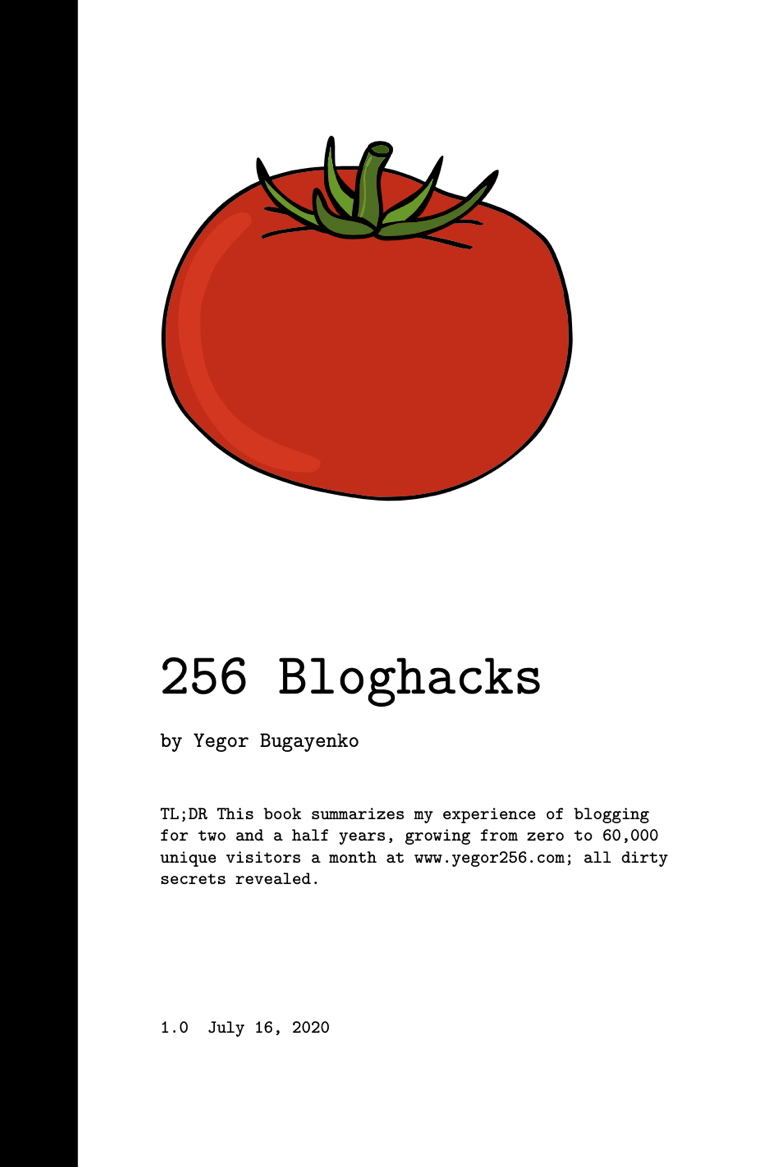 256 Bloghacks
by Yegor Bugayenko
TL;DR This book summarizes my experience of blogging
for two and a half years, growing from zero to 60,000
unique visitors a month at www.yegor256.com; all dirty
secrets revealed.
1.0 July 16, 2020